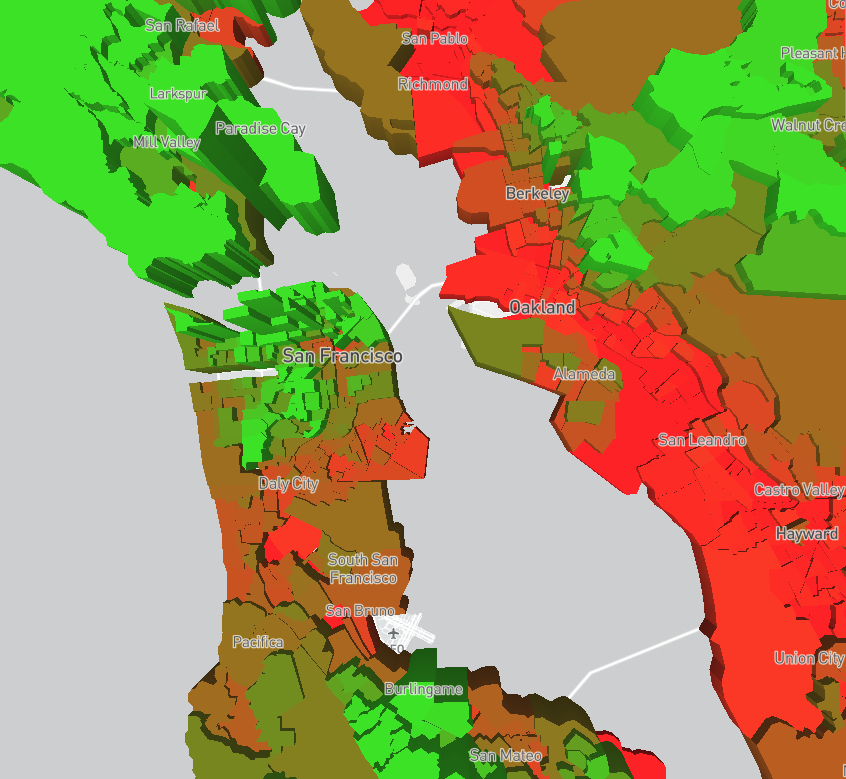 San Rafael
San Pablo
Pleasant H
Richmond
Larkspur
Paradise Cay
Walnut Cre
Mill Valley
Berkeley
Oakland
San Francisco
Alameda
San Leandro
Daly City
Castro Valley
Hayward
South San
Francisco
San Bruno
Pacifica
Union City
Burlingame
San Mateo